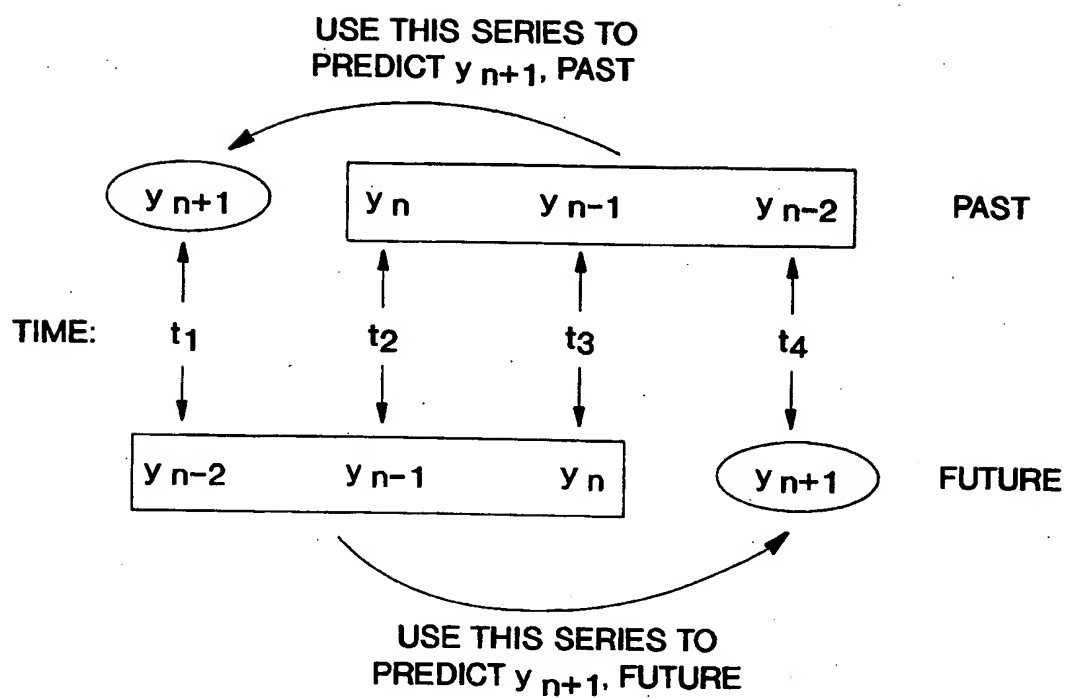 USE THIS SERIES TO
PREDICT y n+1, PAST
y n+1 y n y n−1 y n−2 PAST
TIME: t1 t2 t3 t4
y n−2 y n−1 y n y n+1 FUTURE
USE THIS SERIES TO
PREDICT y n+1, FUTURE